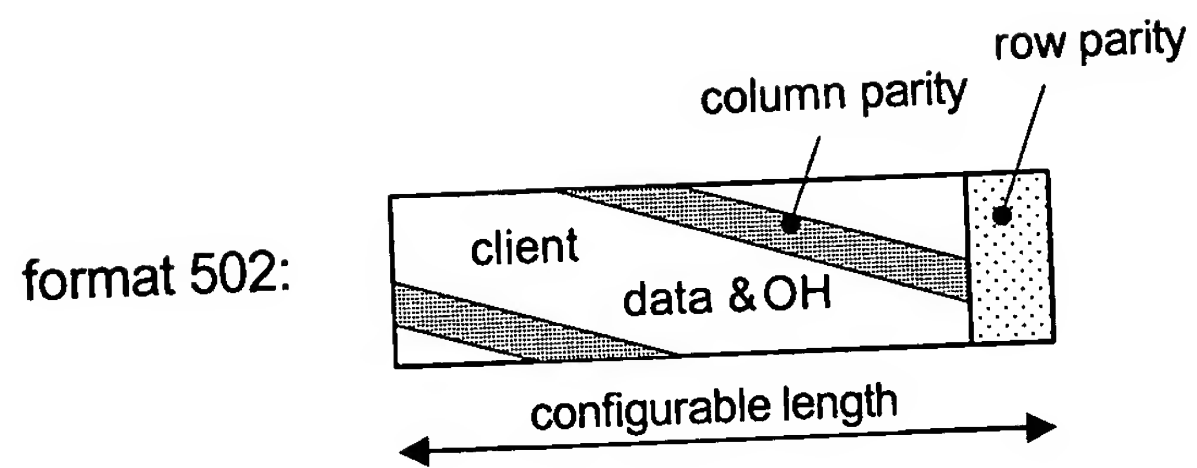 row parity
column parity
format 502:
client
data & OH
configurable length